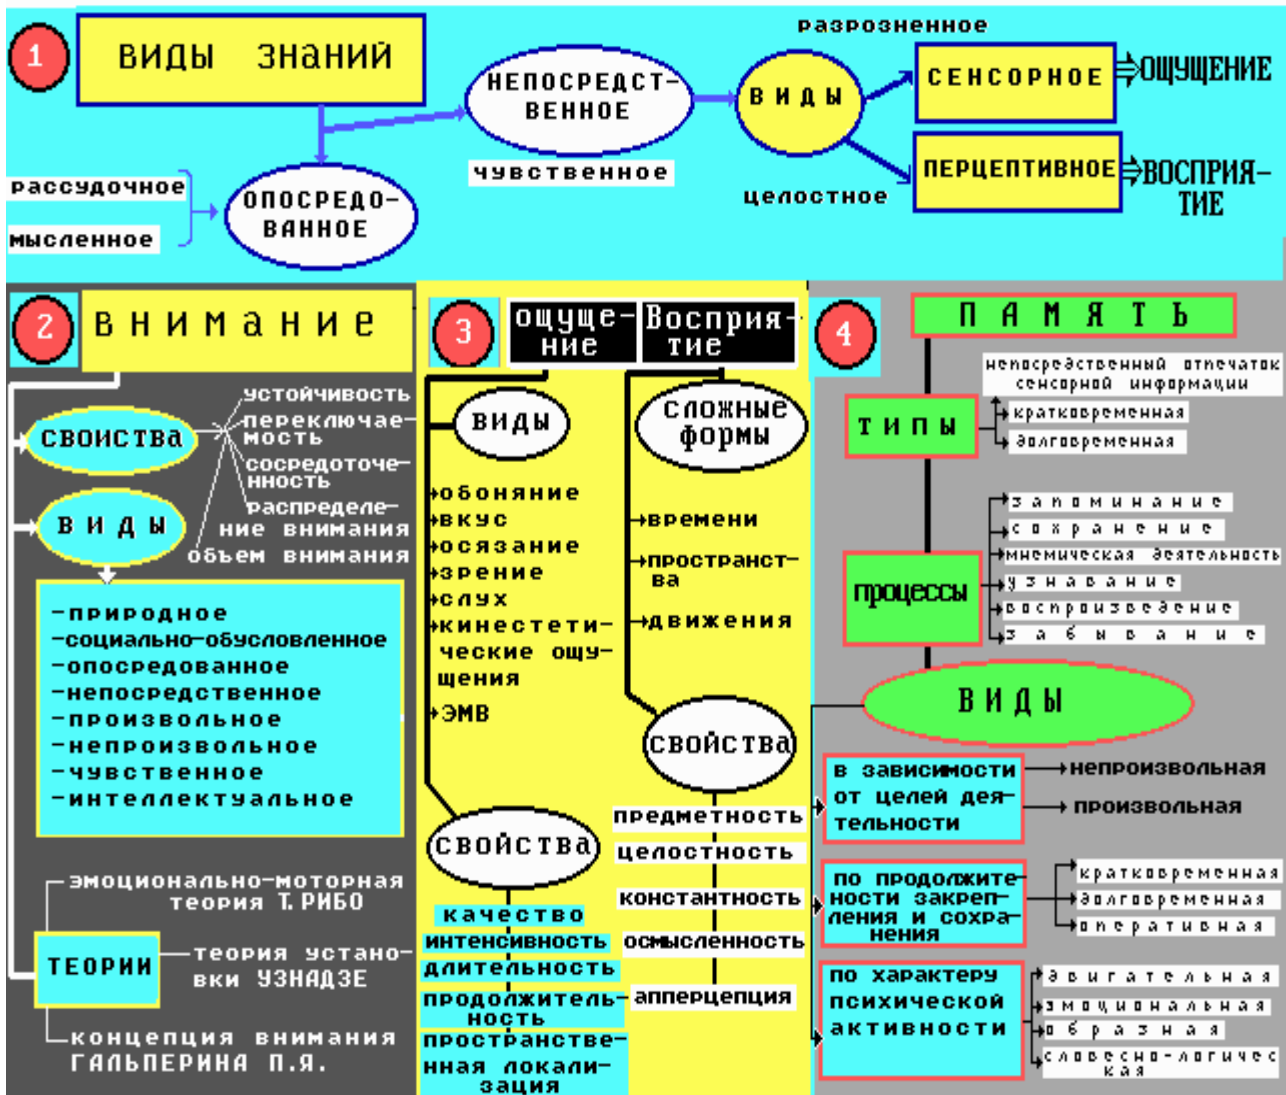 1
ВИДЫ ЗНАНИЙ
НЕПОСРЕДСТ-
ВЕННОЕ
чувственное
ВИДЫ
разрозненное
СЕНСОРНОЕ
ОЩУЩЕНИЕ
целостное
ПЕРЦЕПТИВНОЕ
ВОСПРИЯ-
ТИЕ
рассудочное
мысленное
ОПОСРЕДО-
ВАННОЕ
2
внимание
СВОИСТВА
устойчивость
переключае-
мость
сосредоточе-
нность
распределе-
ние внимания
объем внимания
ВИДЫ
-природное
-социально-обусловленное
-опосредованное
-непосредственное
-произвольное
-непроизвольное
-чувственное
-интеллектуальное
ТЕОРИИ
эмоционально-моторная
теория Т. РИБО
теория устано-
вки УЗНАДЗЕ
концепция внимания
ГАЛЬПЕРИНА П.Я.
3
ощуще-
ние
Восприя-
тие
ВИДЫ
обоняние
вкус
осязание
зрение
слух
кинестети-
ческие ощу-
щения
ЭМВ
СВОЙСТВА
качество
интенсивность
длительность
продолжитель-
ность
пространстве-
нная локали-
зация
СЛОЖНЫЕ
формы
времени
пространст-
ва
движения
СВОЙСТВА
предметность
целостность
константность
осмысленность
апперцепция
4
ПАМЯТЬ
ТИПЫ
непосредственный отпечаток
сенсорной информации
кратковременная
долговременная
процессы
запоминание
сохранение
мнемическая деятельность
узнавание
воспроизведение
забывание
ВИДЫ
в зависимости
от целей дея-
тельности
непроизвольная
произвольная
по продолжите-
ности закреп-
ления и сохра-
нения
кратковременная
долговременная
оперативная
по характеру
психической
активности
двигательная
эмоциональная
образная
словесно-логичес
кая